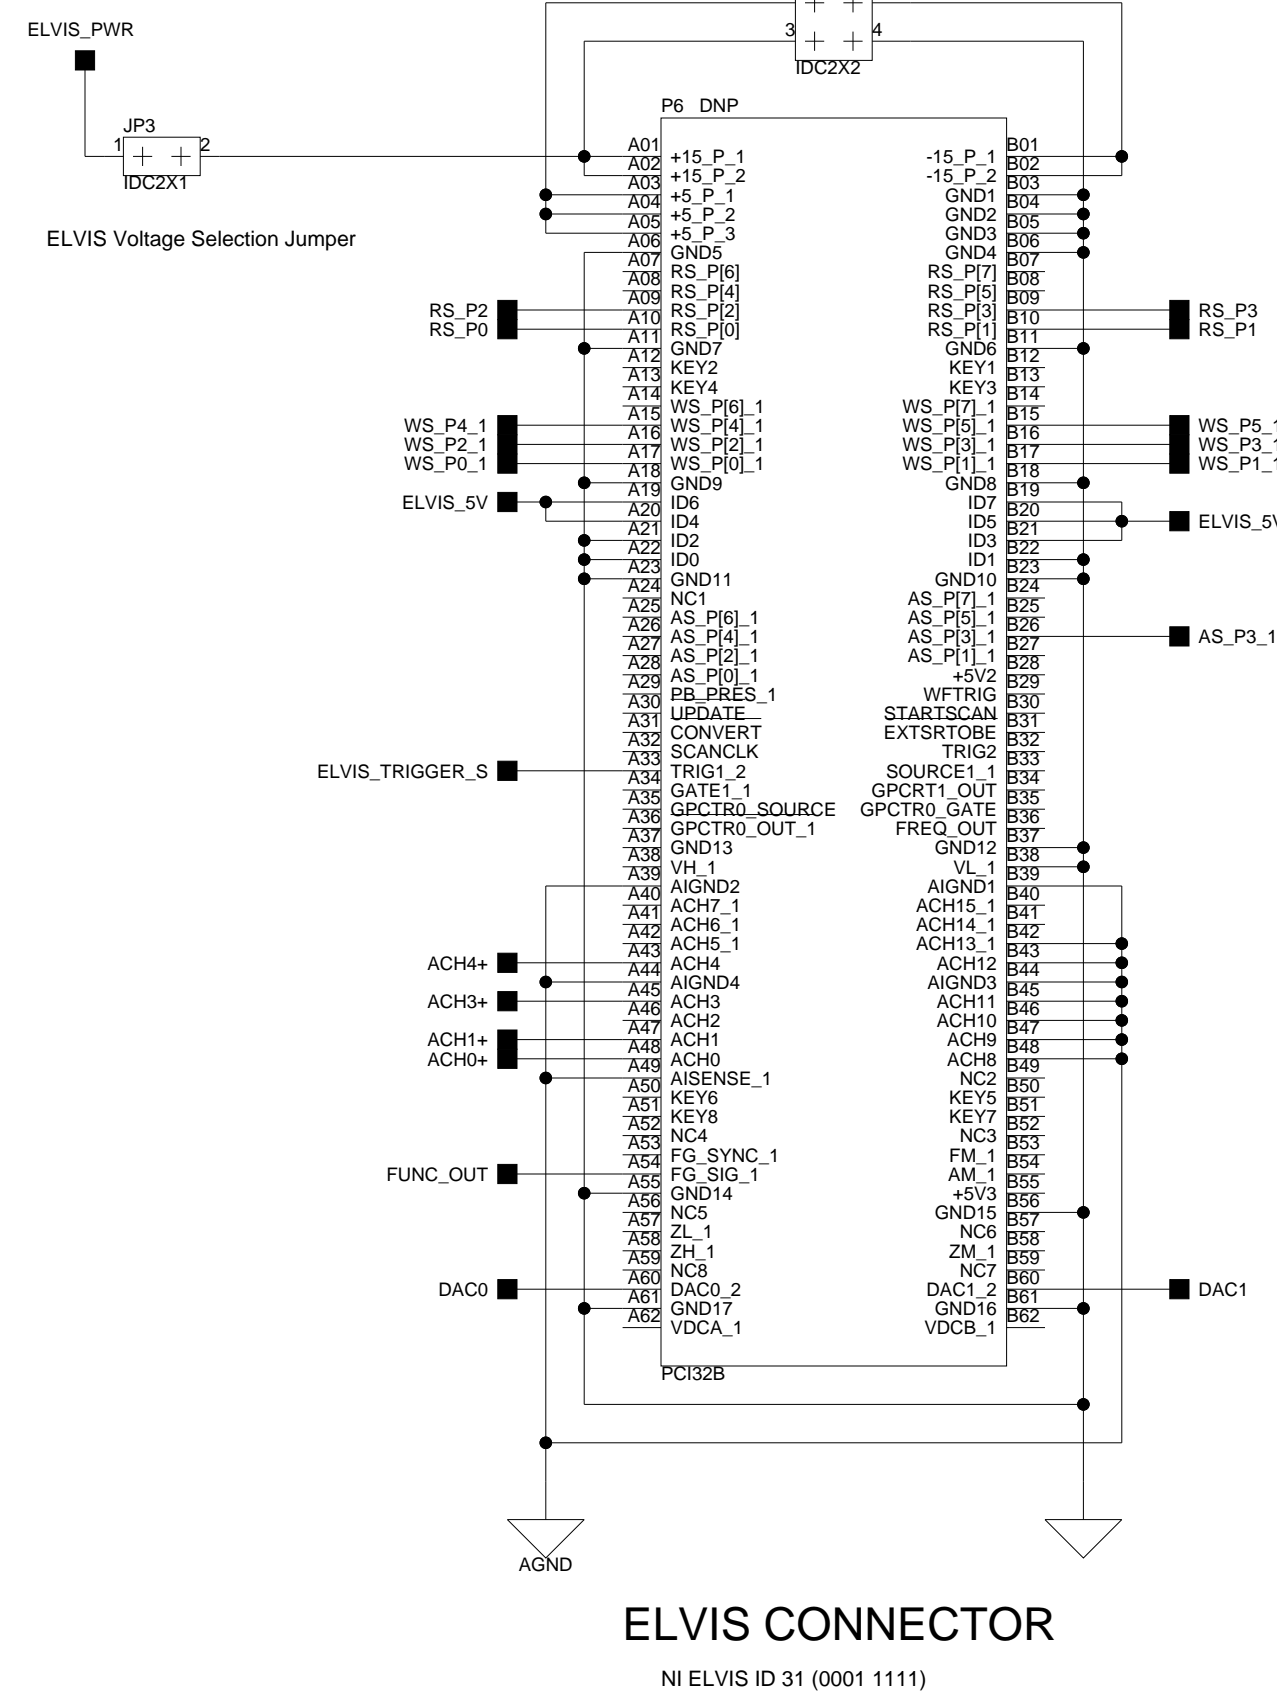 ELVIS_PWR
3 4
IDC2X2
JP3
1 2
IDC2X1
ELVIS Voltage Selection Jumper
P6 DNP
A01 +15_P_1 -15_P_1 B01
A02 +15_P_2 -15_P_2 B02
A03 +5_P_1 GND1 B03
A04 +5_P_2 GND2 B04
A05 +5_P_3 GND3 B05
A06 GND5 GND4 B06
A07 RS_P[6] RS_P[7] B07
A08 RS_P[4] RS_P[5] B08
RS_P2 A09 RS_P[2] RS_P[3] B09 RS_P3
RS_P0 A10 RS_P[0] RS_P[1] B10 RS_P1
A11 GND7 GND6 B11
A12 KEY2 KEY1 B12
A13 KEY4 KEY3 B13
A14 WS_P[6]_1 WS_P[7]_1 B14
WS_P4_1 A15 WS_P[4]_1 WS_P[5]_1 B15 WS_P5_1
WS_P2_1 A16 WS_P[2]_1 WS_P[3]_1 B16 WS_P3_1
WS_P0_1 A17 WS_P[0]_1 WS_P[1]_1 B17 WS_P1_1
A18 GND9 GND8 B18
ELVIS_5V A19 ID6 ID7 B19
A20 ID4 ID5 B20 ELVIS_5V
A21 ID2 ID3 B21
A22 ID0 ID1 B22
A23 GND11 GND10 B23
A24 NC1 AS_P[7]_1 B24
A25 AS_P[6]_1 AS_P[5]_1 B25
A26 AS_P[4]_1 AS_P[3]_1 B26 AS_P3_1
A27 AS_P[2]_1 AS_P[1]_1 B27
A28 AS_P[0]_1 +5V2 B28
A29 PB_PRES_1 WFTRIG B29
A30 UPDATE STARTSCAN B30
A31 CONVERT EXTSRTOBE B31
A32 SCANCLK TRIG2 B32
ELVIS_TRIGGER_S A33 TRIG1_2 SOURCE1_1 B33
A34 GATE1_1 GPCRT1_OUT B34
A35 GPCTR0_SOURCE GPCTR0_GATE B35
A36 GPCTR0_OUT_1 FREQ_OUT B36
A37 GND13 GND12 B37
A38 VH_1 VL_1 B38
A39 AIGND2 AIGND1 B39
A40 ACH7_1 ACH15_1 B40
A41 ACH6_1 ACH14_1 B41
A42 ACH5_1 ACH13_1 B42
ACH4+ A43 ACH4 ACH12 B43
A44 AIGND4 AIGND3 B44
ACH3+ A45 ACH3 ACH11 B45
A46 ACH2 ACH10 B46
ACH1+ A47 ACH1 ACH9 B47
ACH0+ A48 ACH0 ACH8 B48
A49 AISENSE_1 NC2 B49
A50 KEY6 KEY5 B50
A51 KEY8 KEY7 B51
A52 NC4 NC3 B52
A53 FG_SYNC_1 FM_1 B53
FUNC_OUT A54 FG_SIG_1 AM_1 B54
A55 GND14 +5V3 B55
A56 NC5 GND15 B56
A57 ZL_1 NC6 B57
A58 ZH_1 ZM_1 B58
A59 NC8 NC7 B59
DAC0 A60 DAC0_2 DAC1_2 B60 DAC1
A61 GND17 GND16 B61
A62 VDCA_1 VDCB_1 B62
PCI32B
AGND
ELVIS CONNECTOR
NI ELVIS ID 31 (0001 1111)